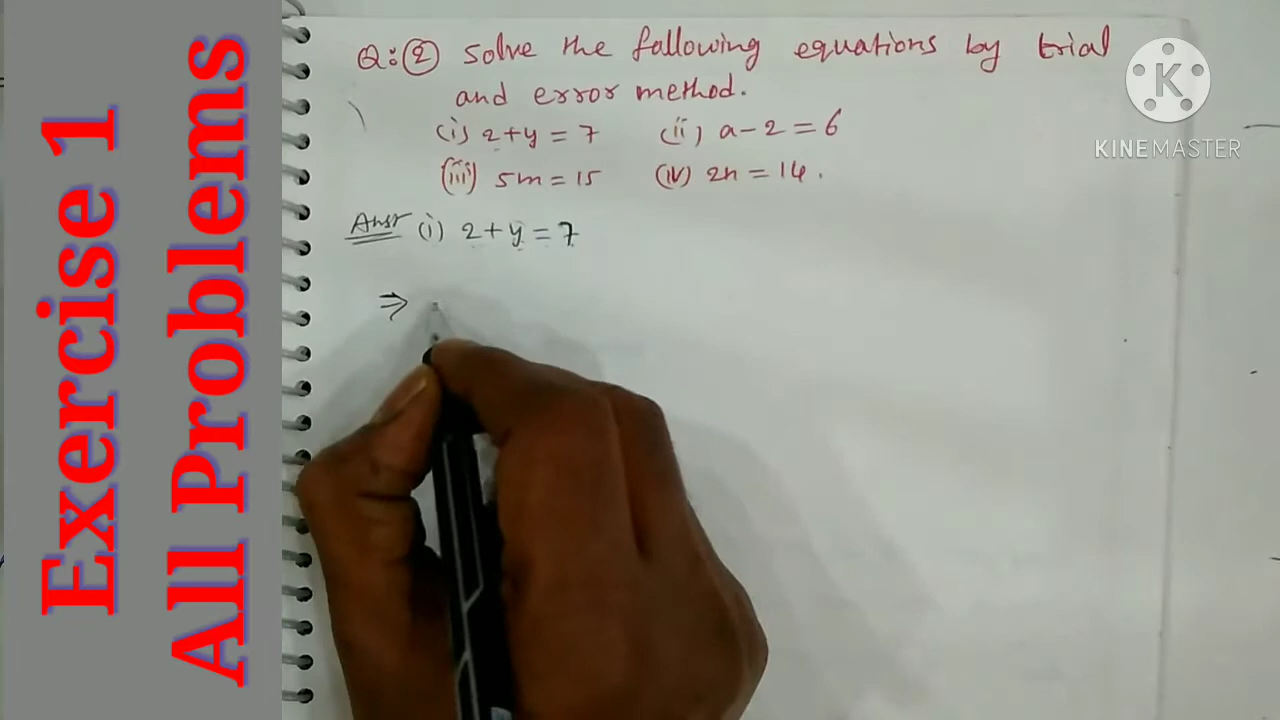 Exercise 1
All Problems
Q:② Solve the following equations by trial
and error method.
(i) 2+y = 7 (ii) a-2 = 6
(iii) 5m = 15 (iv) 2n = 14.
Ansr (i) 2+y = 7
⇒
K
KINEMASTER